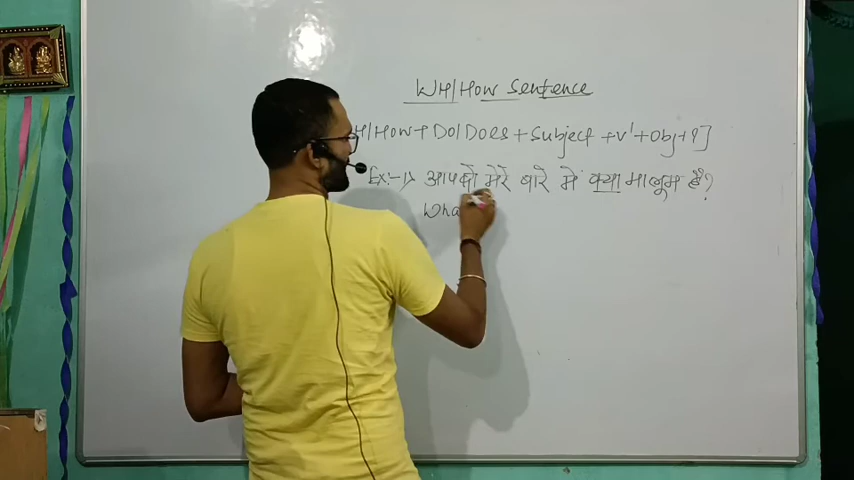 WH/How Sentence
H/How+Do/Does+Subject+v¹+Obj+?]
Ex:-1> आपको मेरे बारे में क्या मालूम है?
Wha